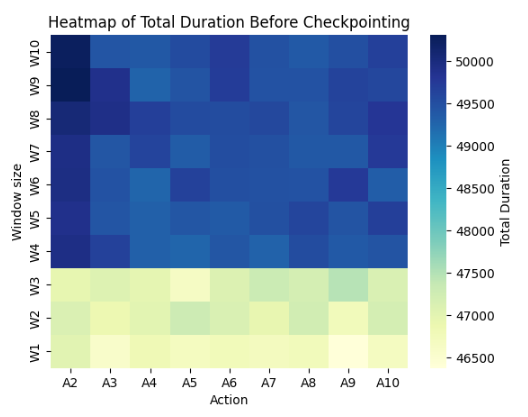 Heatmap of Total Duration Before Checkpointing
W10
W9
W8
W7
W6
W5
W4
W3
W2
W1
Window size
A2 A3 A4 A5 A6 A7 A8 A9 A10
Action
50000
49500
49000
48500
48000
47500
47000
46500
Total Duration